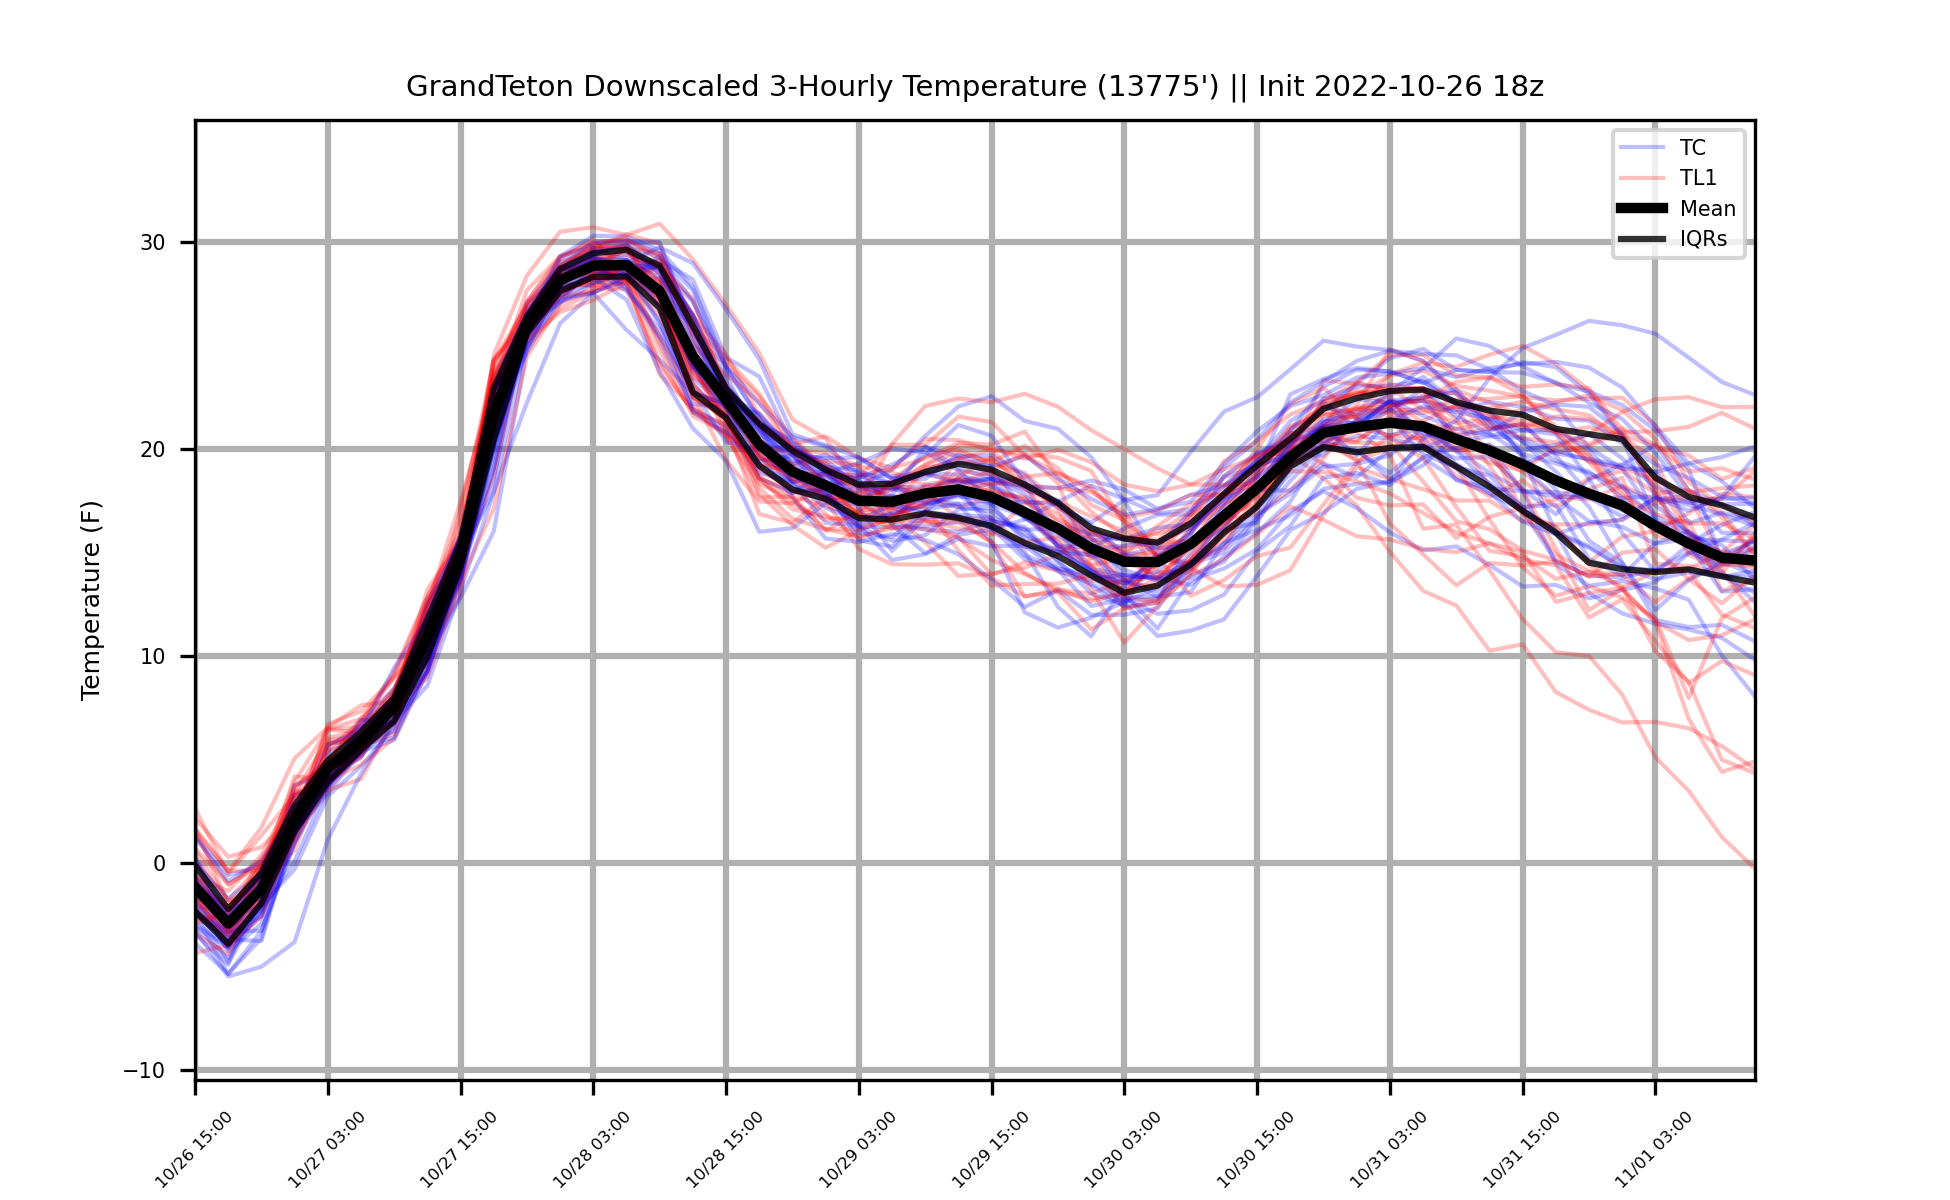 GrandTeton Downscaled 3-Hourly Temperature (13775') || Init 2022-10-26 18z
TC
TL1
Mean
IQRs
Temperature (F)
30
20
10
0
−10
10/26 15:00
10/27 03:00
10/27 15:00
10/28 03:00
10/28 15:00
10/29 03:00
10/29 15:00
10/30 03:00
10/30 15:00
10/31 03:00
10/31 15:00
11/01 03:00